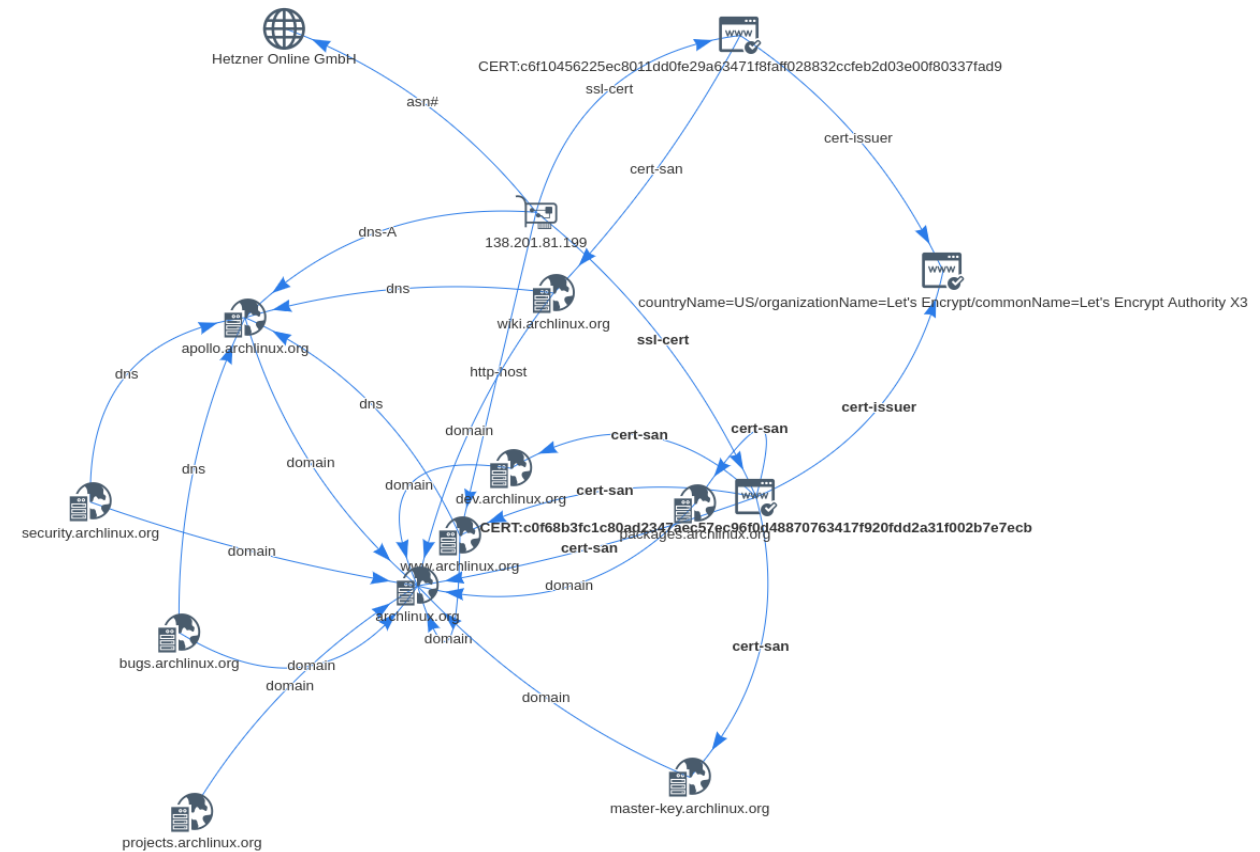 Hetzner Online GmbH
www
CERT:c6f10456225ec8011dd0fe29a63471f8faff028832ccfeb2d03e00f80337fad9
ssl-cert
asn#
cert-issuer
cert-san
dns-A
138.201.81.199
www
dns
countryName=US/organizationName=Let's Encrypt/commonName=Let's Encrypt Authority X3
wiki.archlinux.org
ssl-cert
apollo.archlinux.org
dns
http-host
dns
cert-issuer
domain
cert-san
cert-san
domain
dns
domain
cert-san
dev.archlinux.org
www
security.archlinux.org
CERT:c0f68b3fc1c80ad2347aec57ec96f0d48870763417f920fdd2a31f002b7e7ecb
packages.archlinux.org
domain
cert-san
www.archlinux.org
domain
archlinux.org
domain
cert-san
bugs.archlinux.org
domain
domain
domain
master-key.archlinux.org
projects.archlinux.org